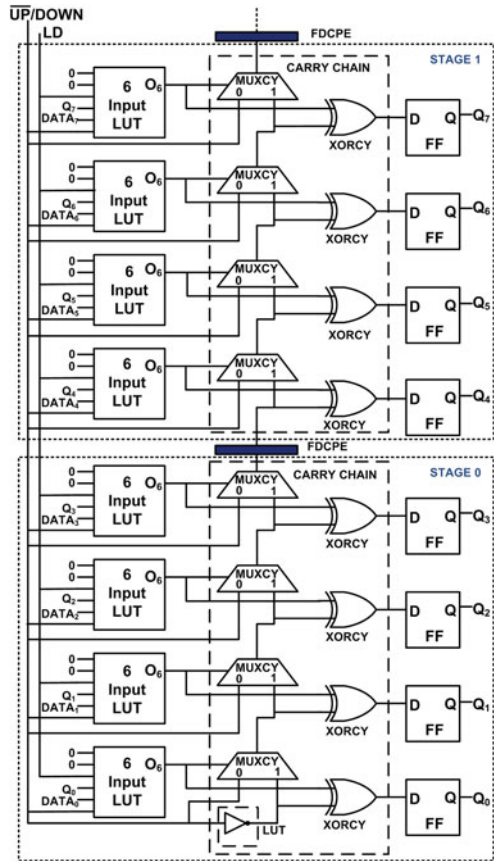 UP/DOWN
LD
FDCPE
STAGE 1
CARRY CHAIN
0
0
Q7
DATA7
6 O6
Input
LUT
MUXCY
0 1
XORCY
D Q
FF
Q7
0
0
Q6
DATA6
6 O6
Input
LUT
MUXCY
0 1
XORCY
D Q
FF
Q6
0
0
Q5
DATA5
6 O6
Input
LUT
MUXCY
0 1
XORCY
D Q
FF
Q5
0
0
Q4
DATA4
6 O6
Input
LUT
MUXCY
0 1
XORCY
D Q
FF
Q4
FDCPE
STAGE 0
CARRY CHAIN
0
0
Q3
DATA3
6 O6
Input
LUT
MUXCY
0 1
XORCY
D Q
FF
Q3
0
0
Q2
DATA2
6 O6
Input
LUT
MUXCY
0 1
XORCY
D Q
FF
Q2
0
0
Q1
DATA1
6 O6
Input
LUT
MUXCY
0 1
XORCY
D Q
FF
Q1
0
0
Q0
DATA0
6 O6
Input
LUT
MUXCY
0 1
XORCY
D Q
FF
Q0
LUT